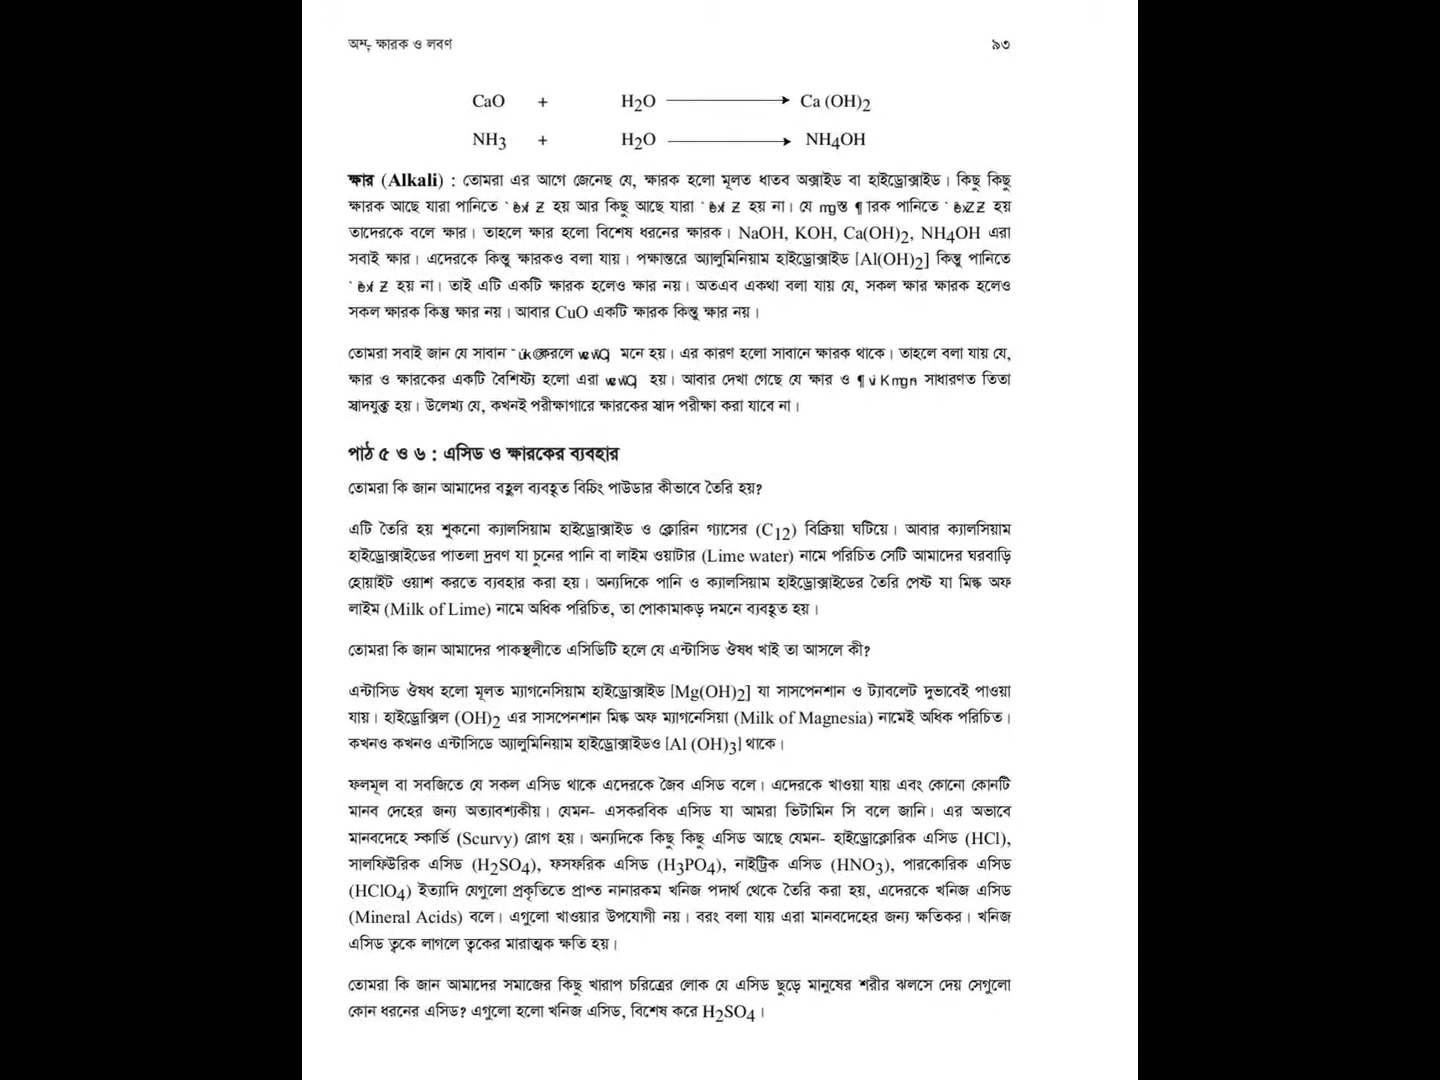 অম্ল, ক্ষারক ও লবণ ৯৩
CaO + H2O ⟶ Ca (OH)2
NH3 + H2O ⟶ NH4OH
ক্ষার (Alkali) : তোমরা এর আগে জেনেছ যে, ক্ষারক হলো মূলত ধাতব অক্সাইড বা হাইড্রোক্সাইড। কিছু কিছু
ক্ষারক আছে যারা পানিতে হয় আর কিছু আছে যারা হয় না। যে পানিতে হয়
তাদেরকে বলে ক্ষার। তাহলে ক্ষার হলো বিশেষ ধরনের ক্ষারক। NaOH, KOH, Ca(OH)2, NH4OH এরা
সবাই ক্ষার। এদেরকে কিন্তু ক্ষারকও বলা যায়। পক্ষান্তরে অ্যালুমিনিয়াম হাইড্রোক্সাইড [Al(OH)2] কিন্তু পানিতে
হয় না। তাই এটি একটি ক্ষারক হলেও ক্ষার নয়। অতএব একথা বলা যায় যে, সকল ক্ষার ক্ষারক হলেও
সকল ক্ষারক কিন্তু ক্ষার নয়। আবার CuO একটি ক্ষারক কিন্তু ক্ষার নয়।
তোমরা সবাই জান যে সাবান করলে মনে হয়। এর কারণ হলো সাবানে ক্ষারক থাকে। তাহলে বলা যায় যে,
ক্ষার ও ক্ষারকের একটি বৈশিষ্ট্য হলো এরা হয়। আবার দেখা গেছে যে ক্ষার ও সাধারণত তিতা
স্বাদযুক্ত হয়। উলেখ্য যে, কখনই পরীক্ষাগারে ক্ষারকের স্বাদ পরীক্ষা করা যাবে না।
পাঠ ৫ ও ৬ : এসিড ও ক্ষারকের ব্যবহার
তোমরা কি জান আমাদের বহুল ব্যবহৃত বিচিং পাউডার কীভাবে তৈরি হয়?
এটি তৈরি হয় শুকনো ক্যালসিয়াম হাইড্রোক্সাইড ও ক্লোরিন গ্যাসের (C12) বিক্রিয়া ঘটিয়ে। আবার ক্যালসিয়াম
হাইড্রোক্সাইডের পাতলা দ্রবণ যা চুনের পানি বা লাইম ওয়াটার (Lime water) নামে পরিচিত সেটি আমাদের ঘরবাড়ি
হোয়াইট ওয়াশ করতে ব্যবহার করা হয়। অন্যদিকে পানি ও ক্যালসিয়াম হাইড্রোক্সাইডের তৈরি পেষ্ট যা মিল্ক অফ
লাইম (Milk of Lime) নামে অধিক পরিচিত, তা পোকামাকড় দমনে ব্যবহৃত হয়।
তোমরা কি জান আমাদের পাকস্থলীতে এসিডিটি হলে যে এন্টাসিড ঔষধ খাই তা আসলে কী?
এন্টাসিড ঔষধ হলো মূলত ম্যাগনেসিয়াম হাইড্রোক্সাইড [Mg(OH)2] যা সাসপেনশান ও ট্যাবলেট দুভাবেই পাওয়া
যায়। হাইড্রোক্সিল (OH)2 এর সাসপেনশান মিল্ক অফ ম্যাগনেসিয়া (Milk of Magnesia) নামেই অধিক পরিচিত।
কখনও কখনও এন্টাসিডে অ্যালুমিনিয়াম হাইড্রোক্সাইডও [Al (OH)3] থাকে।
ফলমূল বা সবজিতে যে সকল এসিড থাকে এদেরকে জৈব এসিড বলে। এদেরকে খাওয়া যায় এবং কোনো কোনটি
মানব দেহের জন্য অত্যাবশ্যকীয়। যেমন- এসকরবিক এসিড যা আমরা ভিটামিন সি বলে জানি। এর অভাবে
মানবদেহে স্কার্ভি (Scurvy) রোগ হয়। অন্যদিকে কিছু কিছু এসিড আছে যেমন- হাইড্রোক্লোরিক এসিড (HCl),
সালফিউরিক এসিড (H2SO4), ফসফরিক এসিড (H3PO4), নাইট্রিক এসিড (HNO3), পারকোরিক এসিড
(HClO4) ইত্যাদি যেগুলো প্রকৃতিতে প্রাপ্ত নানারকম খনিজ পদার্থ থেকে তৈরি করা হয়, এদেরকে খনিজ এসিড
(Mineral Acids) বলে। এগুলো খাওয়ার উপযোগী নয়। বরং বলা যায় এরা মানবদেহের জন্য ক্ষতিকর। খনিজ
এসিড ত্বকে লাগলে ত্বকের মারাত্মক ক্ষতি হয়।
তোমরা কি জান আমাদের সমাজের কিছু খারাপ চরিত্রের লোক যে এসিড ছুড়ে মানুষের শরীর ঝলসে দেয় সেগুলো
কোন ধরনের এসিড? এগুলো হলো খনিজ এসিড, বিশেষ করে H2SO4।